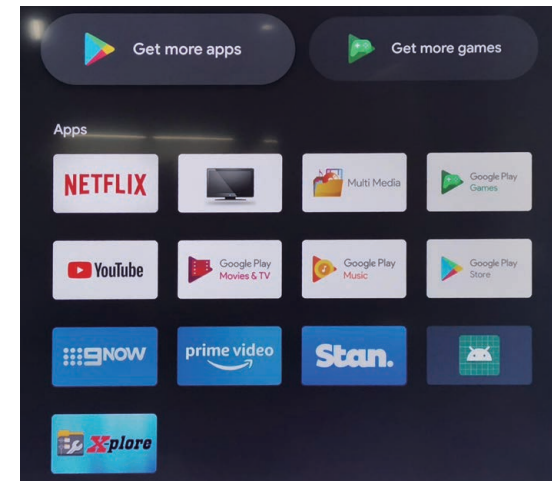 Get more apps
Get more games
Apps
NETFLIX
Multi Media
Google Play
Games
YouTube
Google Play
Movies & TV
Google Play
Music
Google Play
Store
9NOW
prime video
Stan.
X-plore